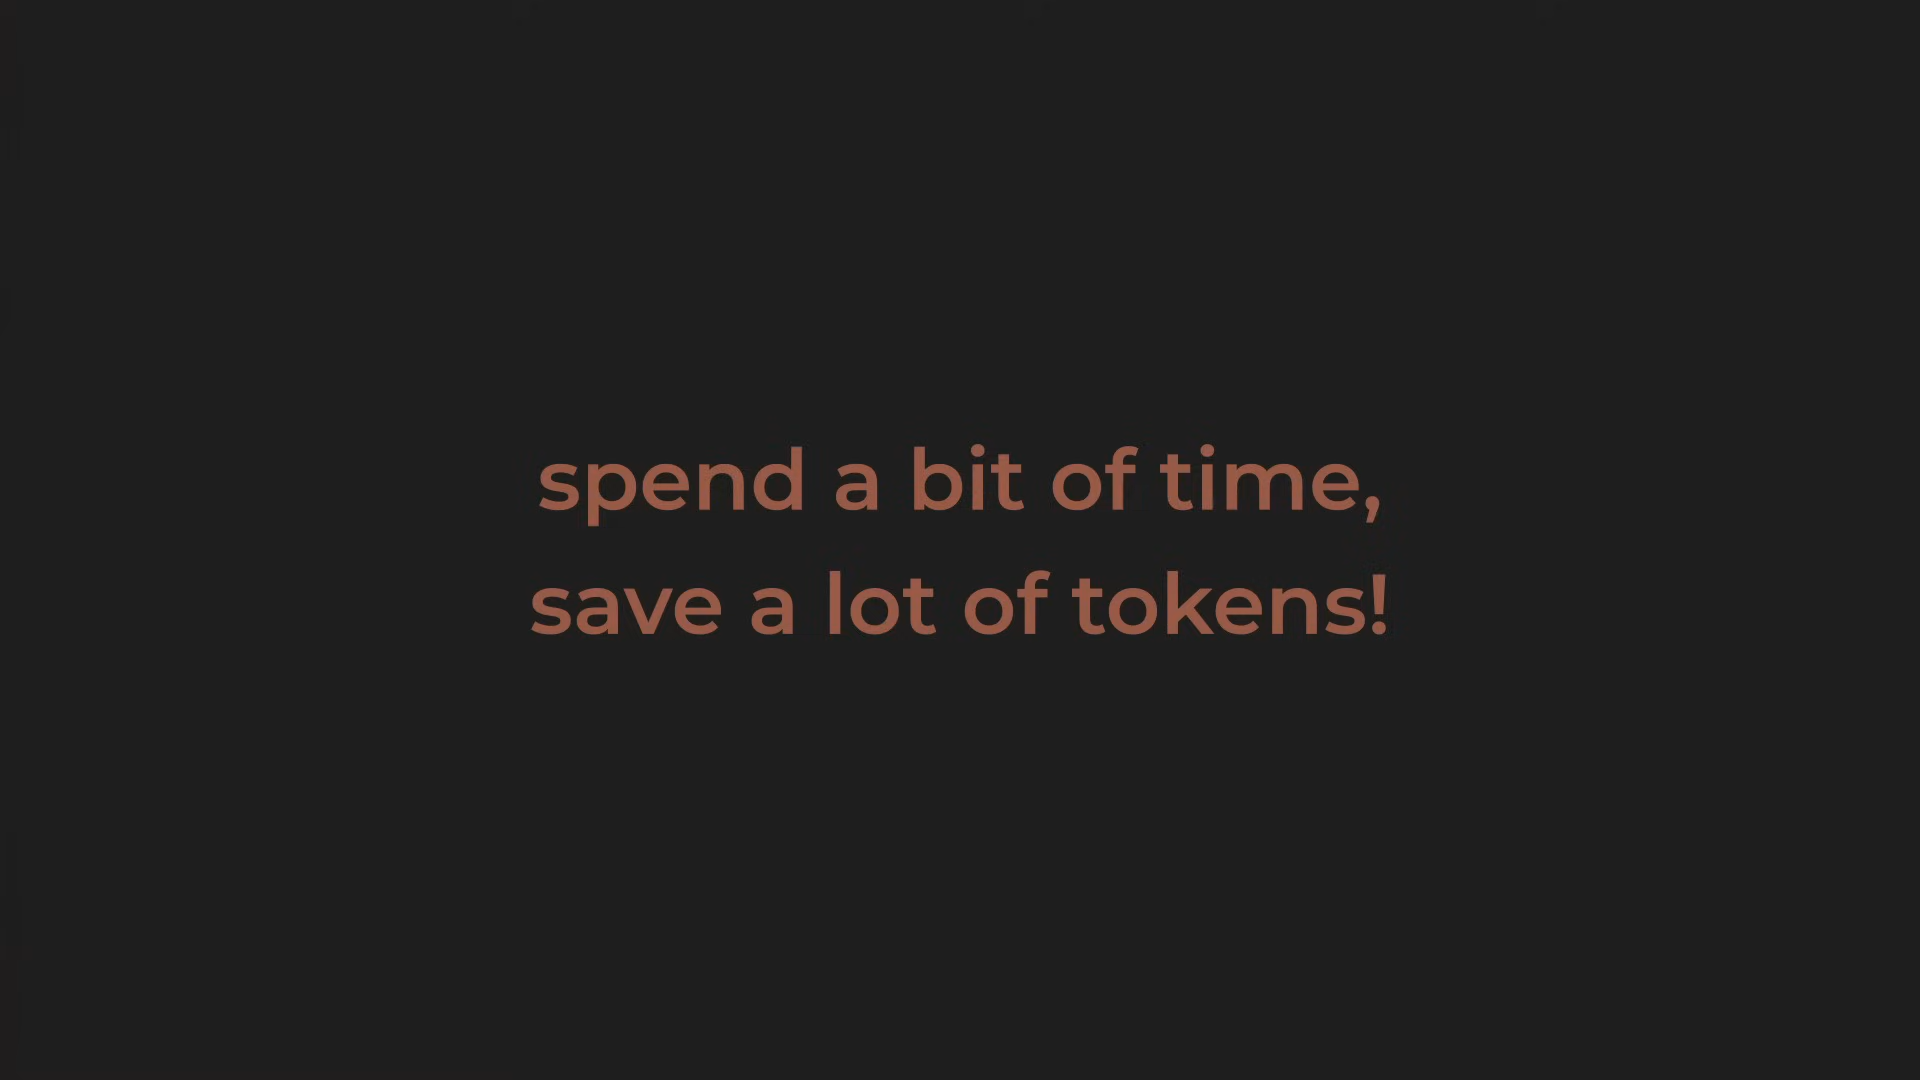 spend a bit of time,
save a lot of tokens!